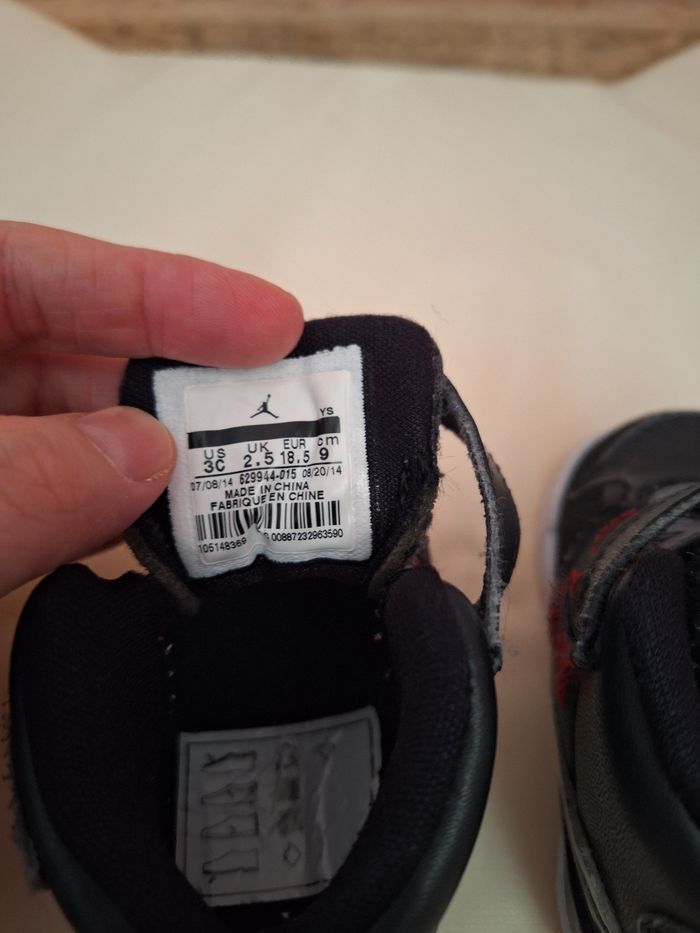 YS
US UK EUR cm
3C 2.5 18.5 9
07/08/14 629944-015 08/20/14
MADE IN CHINA
FABRIQUE EN CHINE
105148369 00887232963590